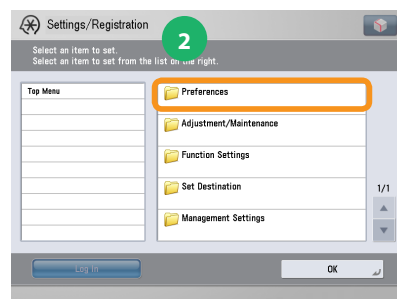 Settings/Registration
2
Select an item to set.
Select an item to set from the list on the right.
Top Menu
Preferences
Adjustment/Maintenance
Function Settings
Set Destination
Management Settings
1/1
Log In
OK